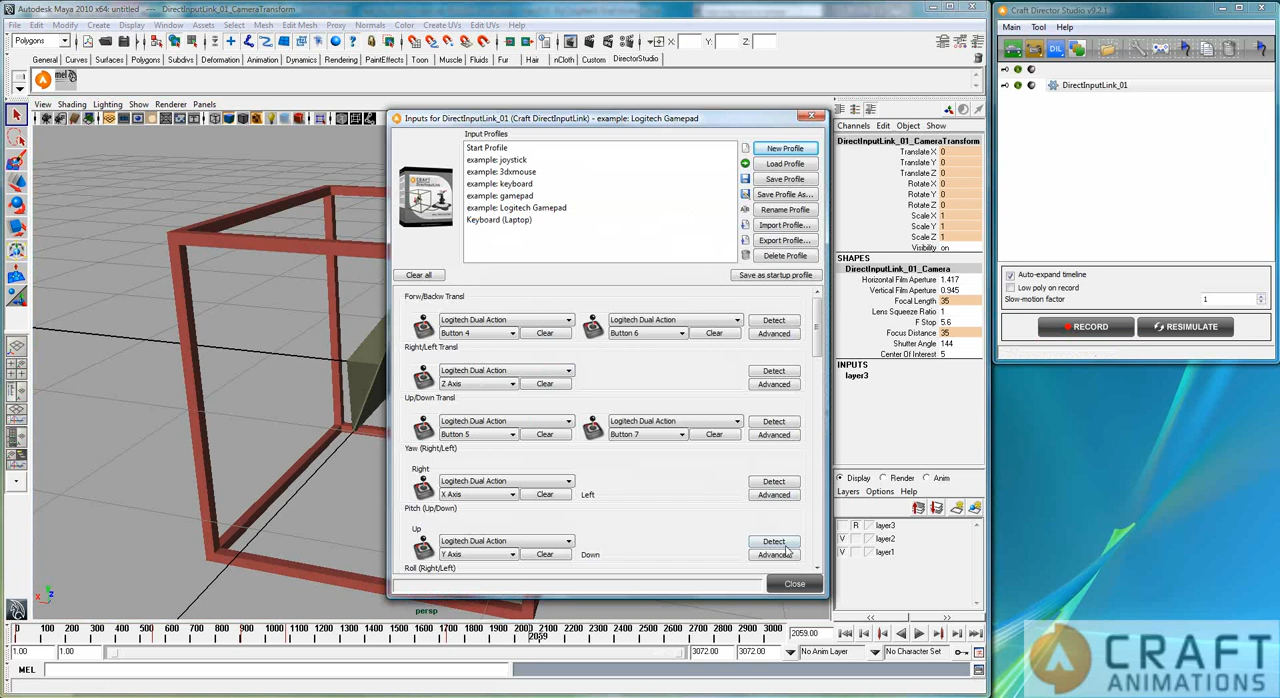 Autodesk Maya 2010 x64: untitled --- DirectInputLink_01_CameraTransform
File Edit Modify Create Display Window Assets Select Mesh Edit Mesh Proxy Normals Color Create UVs Edit UVs Help
Polygons X: Y: Z:
General Curves Surfaces Polygons Subdivs Deformation Animation Dynamics Rendering PaintEffects Toon Muscle Fluids Fur Hair nCloth Custom DirectorStudio
mel
View Shading Lighting Show Renderer Panels
Inputs for DirectInputLink_01 (Craft DirectInputLink) - example: Logitech Gamepad
Input Profiles
Start Profile
example: joystick
example: 3dxmouse
example: keyboard
example: gamepad
example: Logitech Gamepad
Keyboard (Laptop)
New Profile
Load Profile
Save Profile
Save Profile As...
Rename Profile
Import Profile...
Export Profile...
Delete Profile
CRAFT
Clear all Save as startup profile
Forw/Backw Transl
Logitech Dual Action Logitech Dual Action Detect
Button 4 Clear Button 6 Clear Advanced
Right/Left Transl
Logitech Dual Action Detect
Z Axis Clear Advanced
Up/Down Transl
Logitech Dual Action Logitech Dual Action Detect
Button 5 Clear Button 7 Clear Advanced
Yaw (Right/Left)
Right
Logitech Dual Action Detect
X Axis Clear Left Advanced
Pitch (Up/Down)
Up
Logitech Dual Action Detect
Y Axis Clear Down Advanced
Roll (Right/Left)
Close
persp
Channels Edit Object Show
DirectInputLink_01_CameraTransform
Translate X 0
Translate Y 0
Translate Z 0
Rotate X 0
Rotate Y 0
Rotate Z 0
Scale X 1
Scale Y 1
Scale Z 1
Visibility on
SHAPES
DirectInputLink_01_Camera
Horizontal Film Aperture 1.417
Vertical Film Aperture 0.945
Focal Length 35
Lens Squeeze Ratio 1
F Stop 5.6
Focus Distance 35
Shutter Angle 144
Center Of Interest 5
INPUTS
layer3
Display Render Anim
Layers Options Help
R layer3
V layer2
V layer1
0 100 200 300 400 500 600 700 800 900 1000 1100 1200 1300 1400 1500 1600 1700 1800 1900 2000 2059 2200 2300 2400 2500 2600 2700 2800 2900 3000
2059.00
1.00 1.00 3072.00 3072.00 No Anim Layer No Character Set
MEL
Craft Director Studio v9.2.1
Main Tool Help
DIL
DirectInputLink_01
Auto-expand timeline
Low poly on record
Slow-motion factor 1
RECORD RESIMULATE
CRAFT
ANIMATIONS